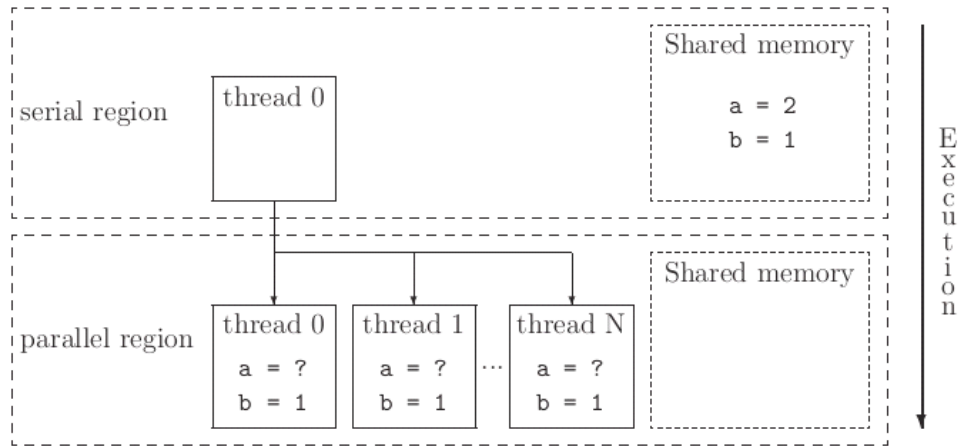 Shared memory
thread 0
serial region
a = 2
b = 1
Execution
Shared memory
thread 0
thread 1
thread N
parallel region
a = ?
a = ?
...
a = ?
b = 1
b = 1
b = 1